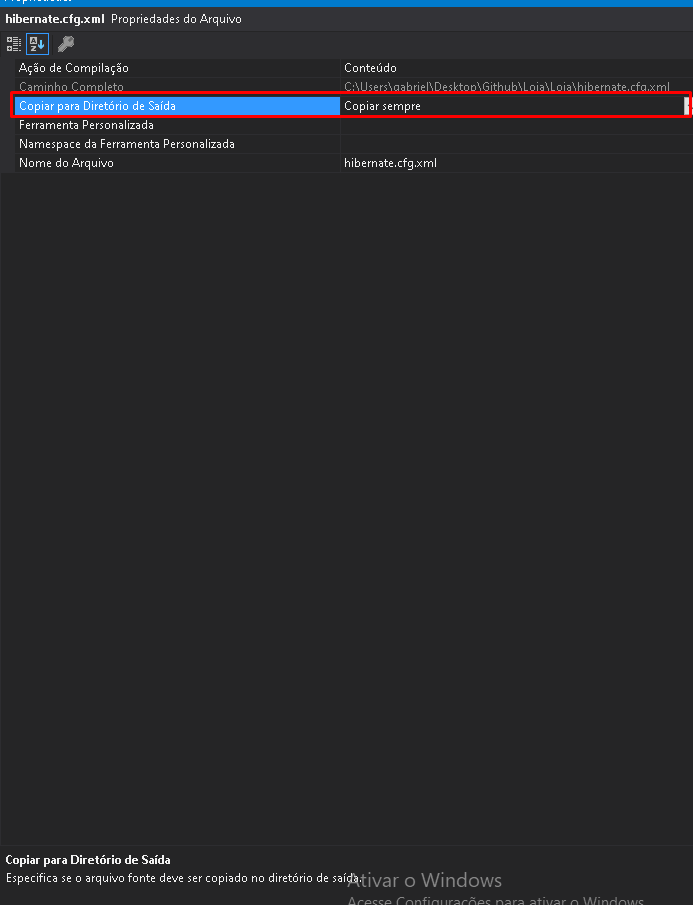 hibernate.cfg.xml Propriedades do Arquivo
Ação de Compilação Conteúdo
Caminho Completo C:\Users\gabriel\Desktop\Github\Loja\Loja\hibernate.cfg.xml
Copiar para Diretório de Saída Copiar sempre
Ferramenta Personalizada
Namespace da Ferramenta Personalizada
Nome do Arquivo hibernate.cfg.xml
Copiar para Diretório de Saída
Especifica se o arquivo fonte deve ser copiado no diretório de saída.
Ativar o Windows
Acesse Configurações para ativar o Windows.